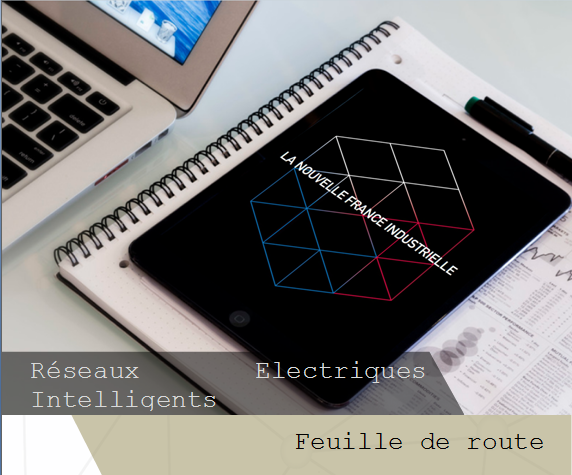 LA NOUVELLE FRANCE INDUSTRIELLE
Réseaux Electriques
Intelligents
Feuille de route